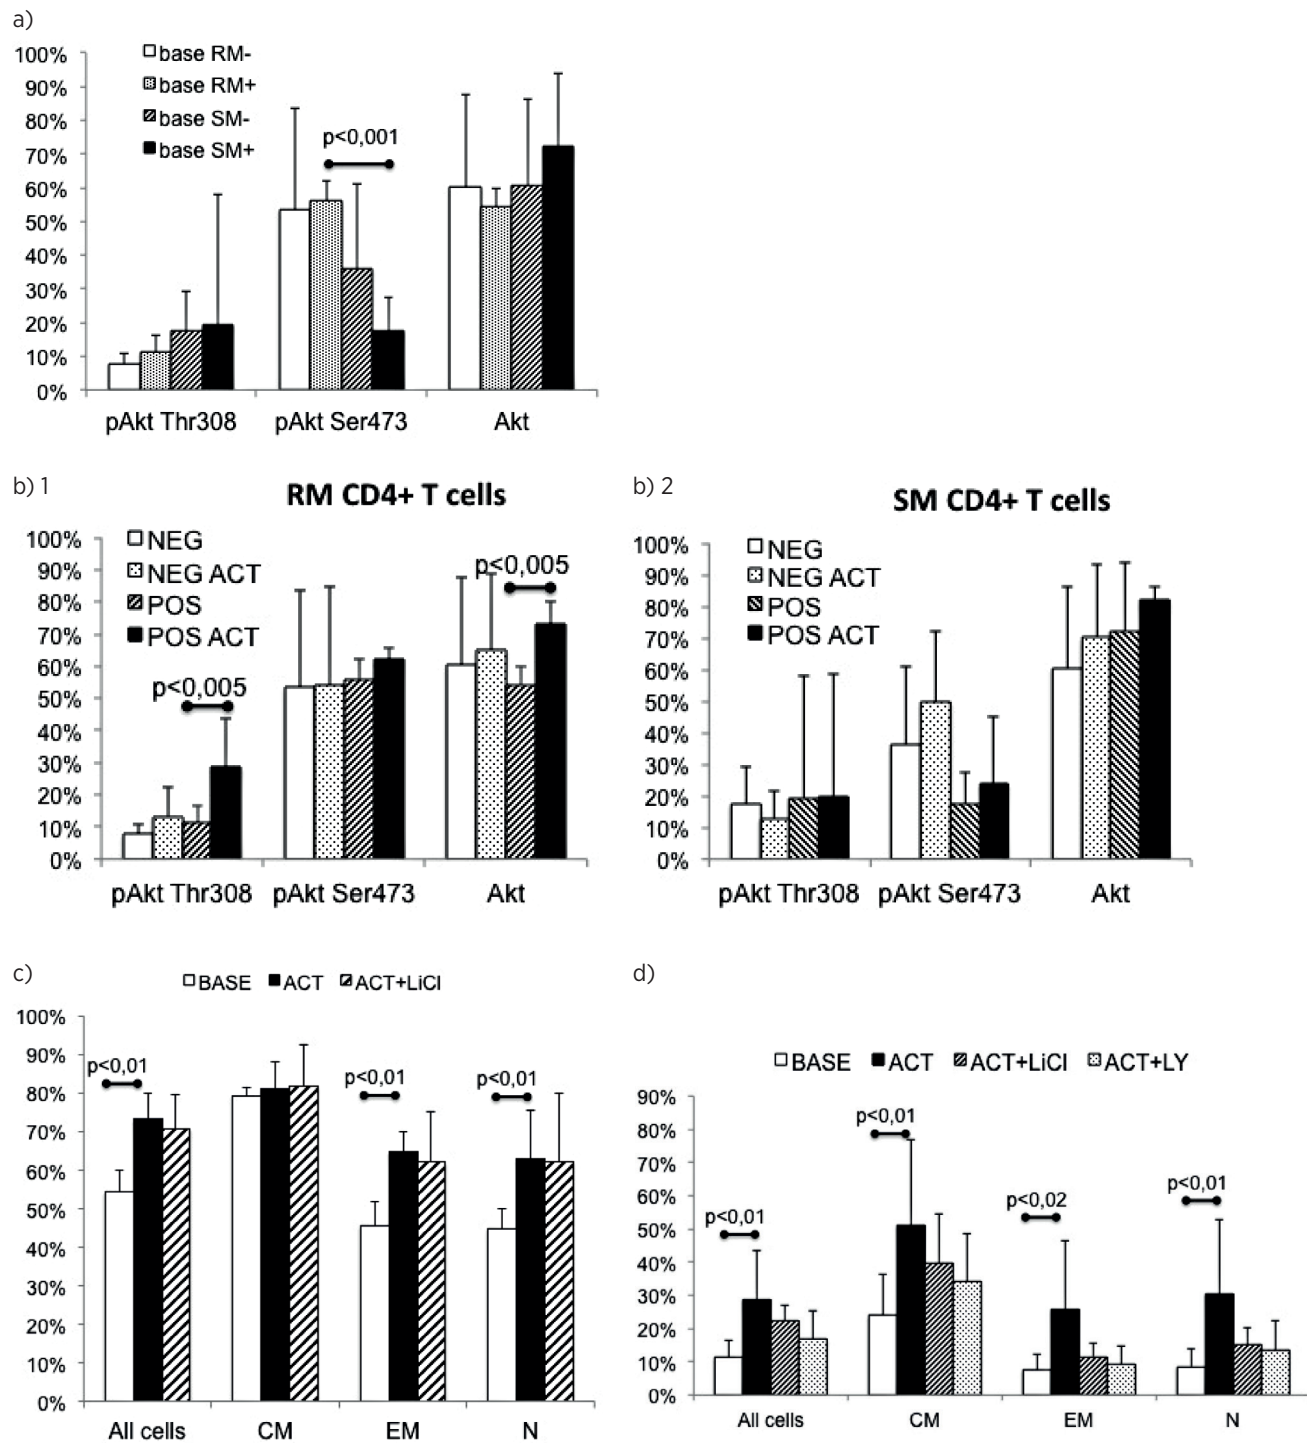 a)
100%
90%
80%
70%
60%
50%
40%
30%
20%
10%
0%
base RM-
base RM+
base SM-
base SM+
p<0,001
pAkt Thr308 pAkt Ser473 Akt
b) 1
RM CD4+ T cells
100%
90%
80%
70%
60%
50%
40%
30%
20%
10%
0%
NEG
NEG ACT
POS
POS ACT
p<0,005
p<0,005
pAkt Thr308 pAkt Ser473 Akt
b) 2
SM CD4+ T cells
100%
90%
80%
70%
60%
50%
40%
30%
20%
10%
0%
NEG
NEG ACT
POS
POS ACT
pAkt Thr308 pAkt Ser473 Akt
c)
BASE ACT ACT+LiCl
100%
90%
80%
70%
60%
50%
40%
30%
20%
10%
0%
p<0,01
p<0,01
p<0,01
All cells CM EM N
d)
BASE ACT ACT+LiCl ACT+LY
90%
80%
70%
60%
50%
40%
30%
20%
10%
0%
p<0,01
p<0,01
p<0,02
p<0,01
All cells CM EM N